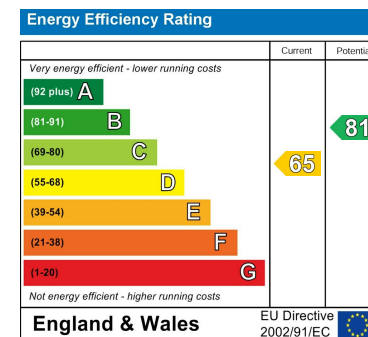 Energy Efficiency Rating
Current Potentia
Very energy efficient - lower running costs
(92 plus) A
(81-91) B
81
(69-80) C
65
(55-68) D
(39-54) E
(21-38) F
(1-20) G
Not energy efficient - higher running costs
England & Wales
EU Directive
2002/91/EC